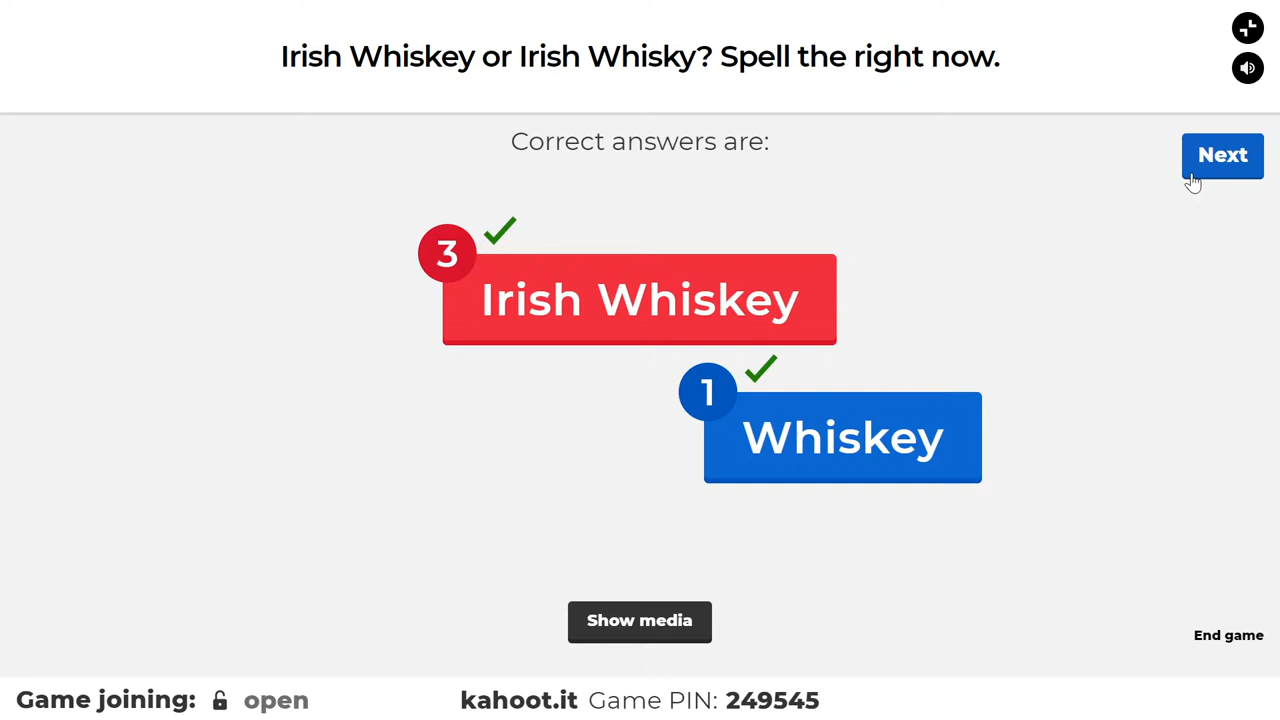 Irish Whiskey or Irish Whisky? Spell the right now.
Correct answers are:
Next
3
Irish Whiskey
1
Whiskey
Show media
End game
Game joining: open kahoot.it Game PIN: 249545